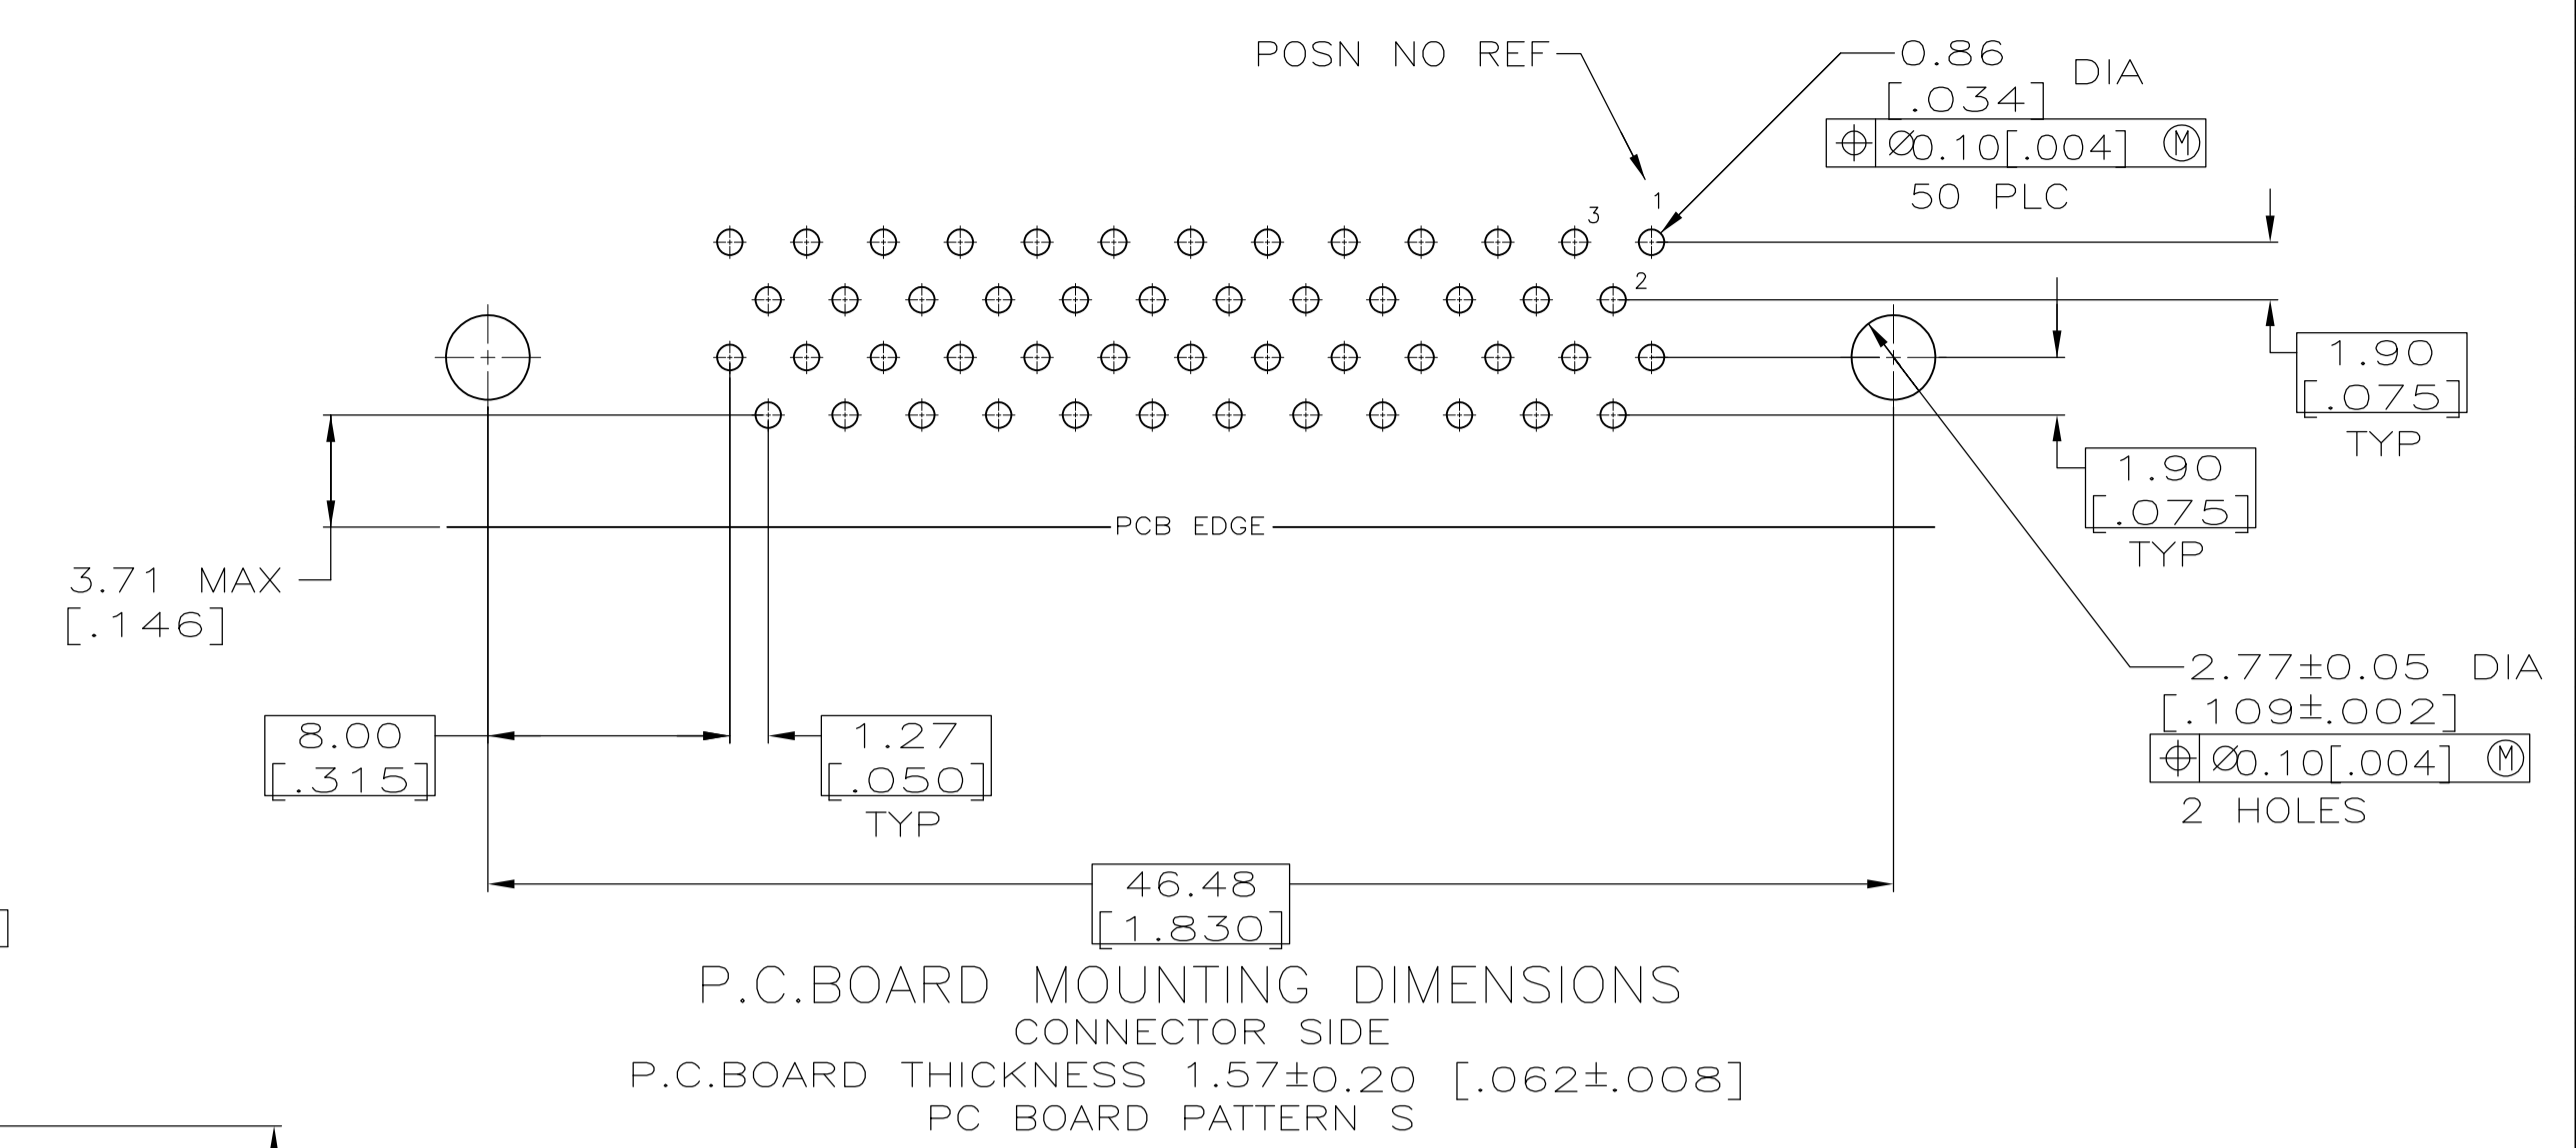 POSN NO REF
0.86
[.034] DIA
⌖ Ø0.10[.004] Ⓜ
50 PLC
1
3
2
1.90
[.075]
TYP
1.90
[.075]
TYP
PCB EDGE
3.71 MAX
[.146]
2.77±0.05 DIA
[.109±.002]
⌖ Ø0.10[.004] Ⓜ
2 HOLES
8.00
[.315]
1.27
[.050]
TYP
46.48
[1.830]
]
P.C.BOARD MOUNTING DIMENSIONS
CONNECTOR SIDE
P.C.BOARD THICKNESS 1.57±0.20 [.062±.008]
PC BOARD PATTERN S